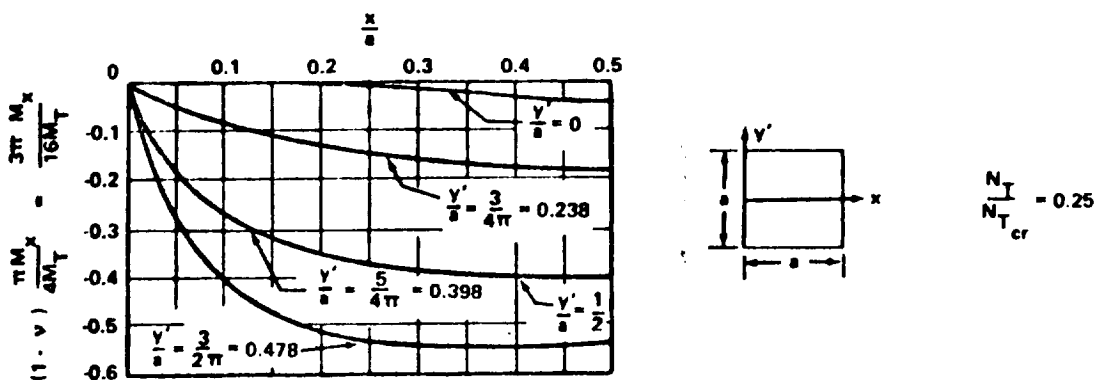 x/a
0 0.1 0.2 0.3 0.4 0.5
-0.1
-0.2
-0.3
-0.4
-0.5
-0.6
(1 - ν) πM_x/4M_T = 3π M_x/16M_T
y'/a = 0
y'/a = 3/4π = 0.238
y'/a = 5/4π = 0.398
y'/a = 1/2
y'/a = 3/2π = 0.478
y'
a
x
a
N_T/N_Tcr = 0.25